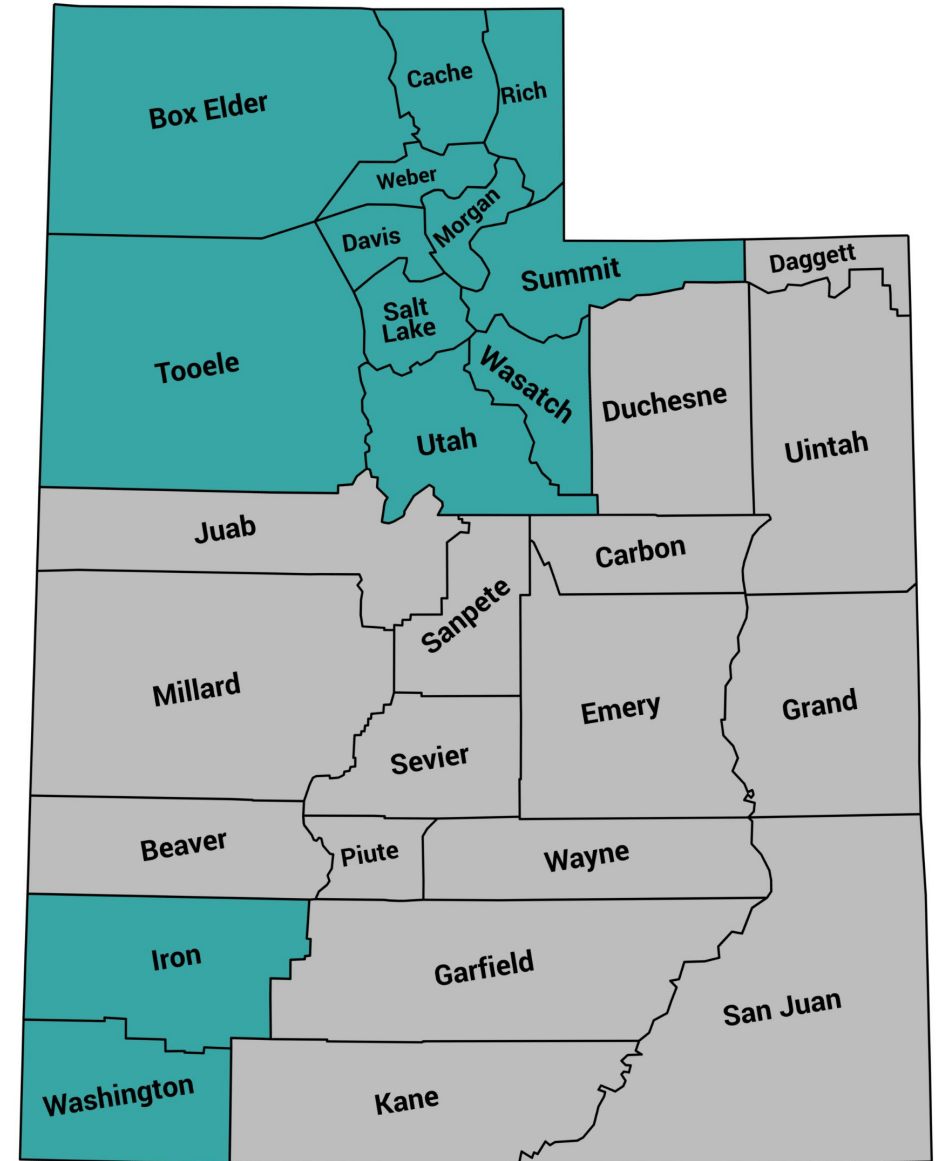 Cache
Rich
Box Elder
Weber
Morgan
Davis
Summit
Daggett
Salt
Lake
Tooele
Wasatch
Duchesne
Utah
Uintah
Juab
Carbon
Sanpete
Millard
Emery
Grand
Sevier
Beaver
Piute
Wayne
Iron
Garfield
San Juan
Washington
Kane